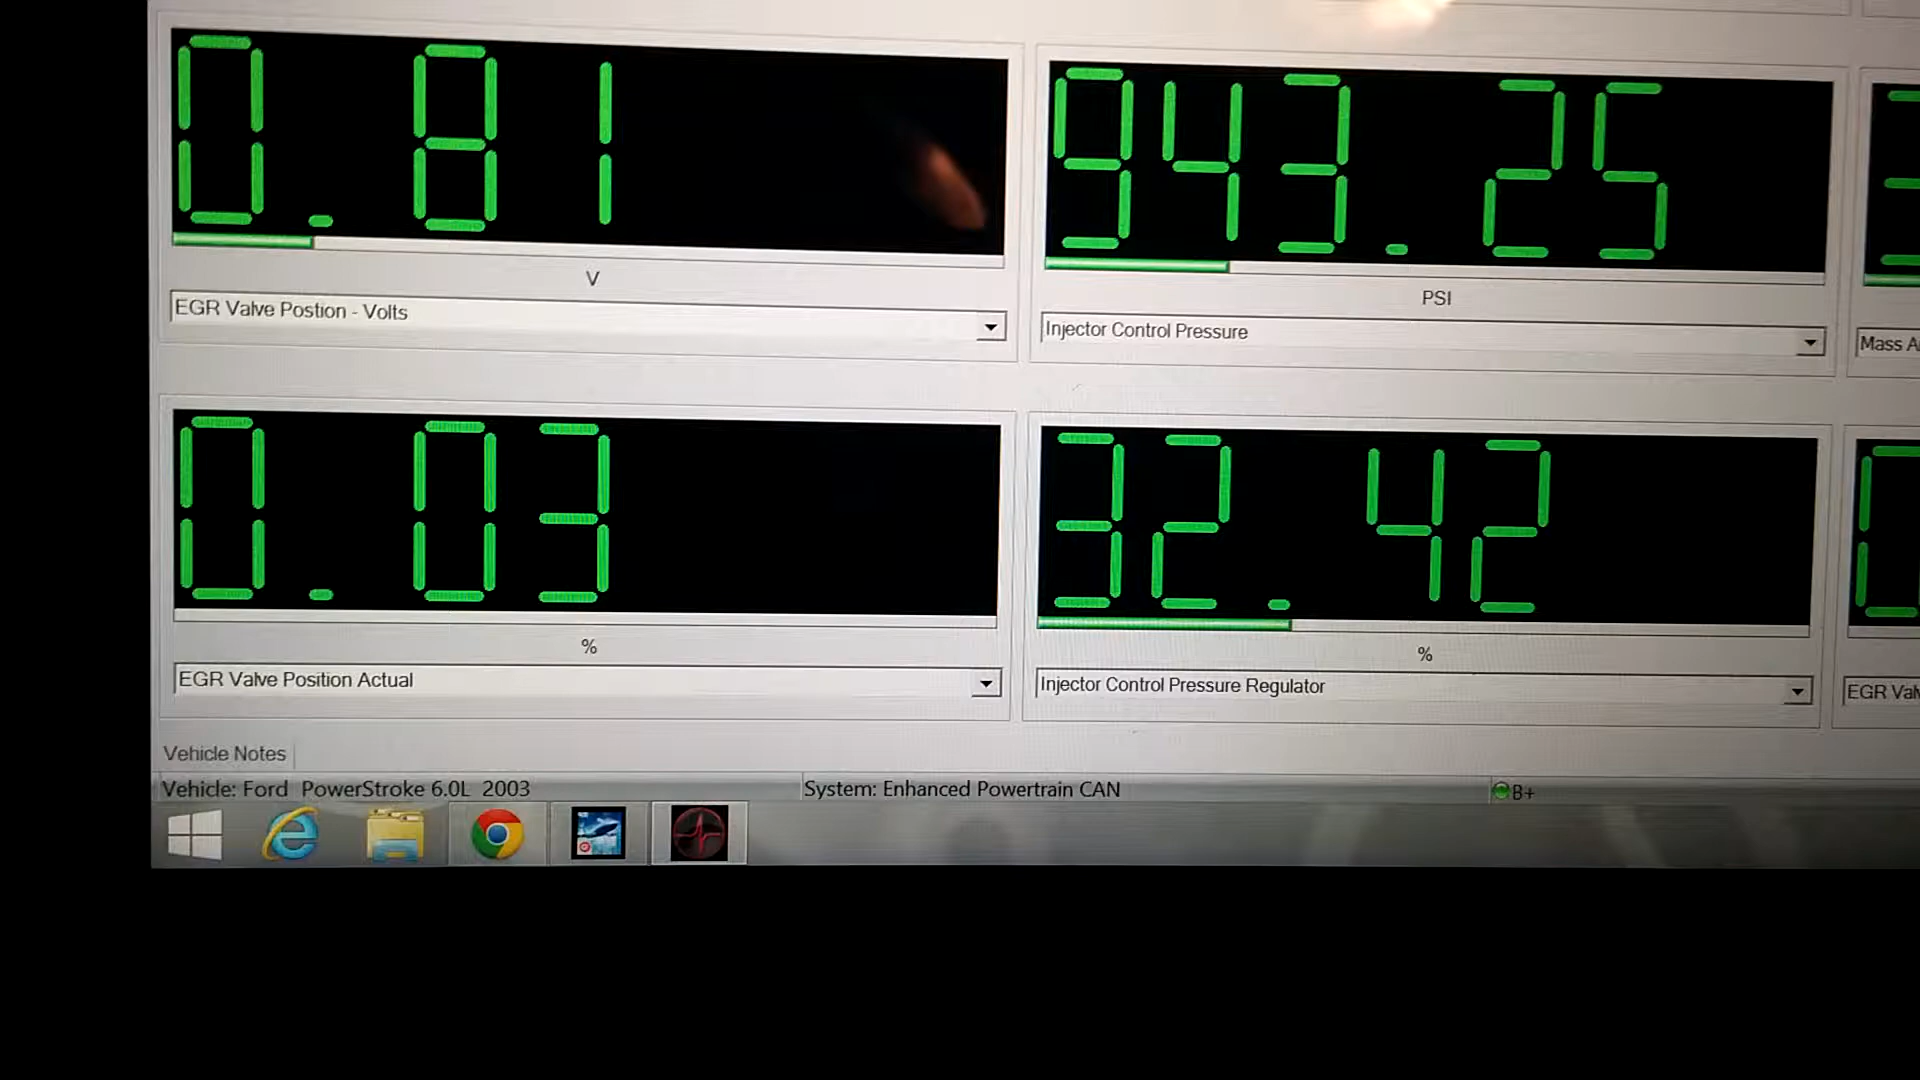 0.81
943.25
V
PSI
EGR Valve Postion - Volts
Injector Control Pressure
Mass A
0.03
32.42
%
%
EGR Valve Position Actual
Injector Control Pressure Regulator
EGR Val
Vehicle Notes
Vehicle: Ford PowerStroke 6.0L 2003
System: Enhanced Powertrain CAN
B+